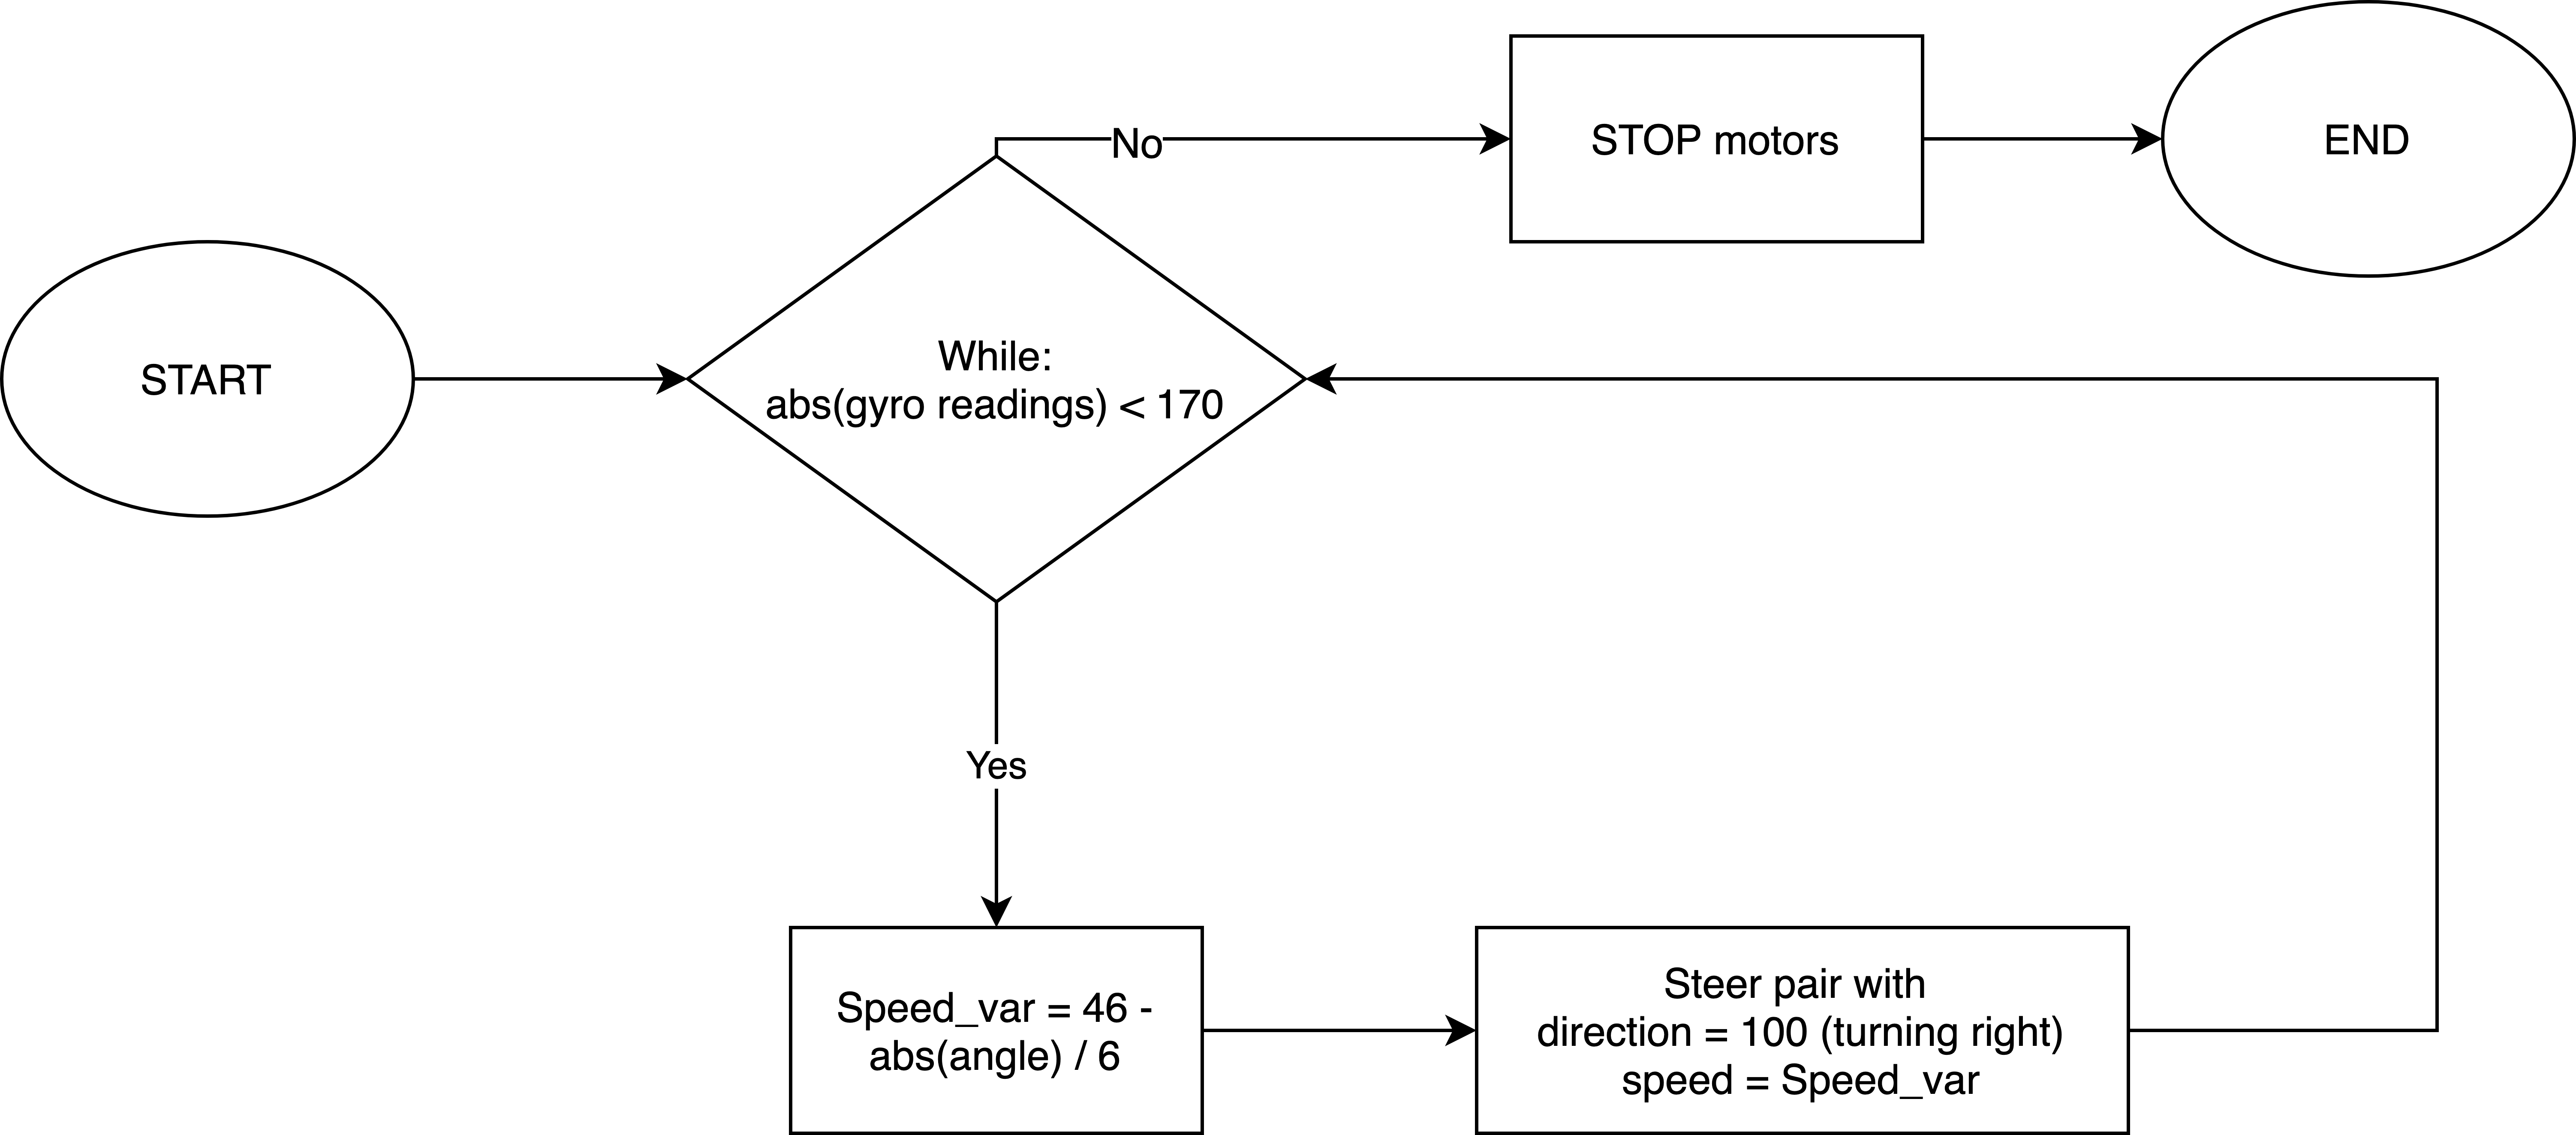 No
STOP motors
END
START
While:
abs(gyro readings) < 170
Yes
Speed_var = 46 -
abs(angle) / 6
Steer pair with
direction = 100 (turning right)
speed = Speed_var